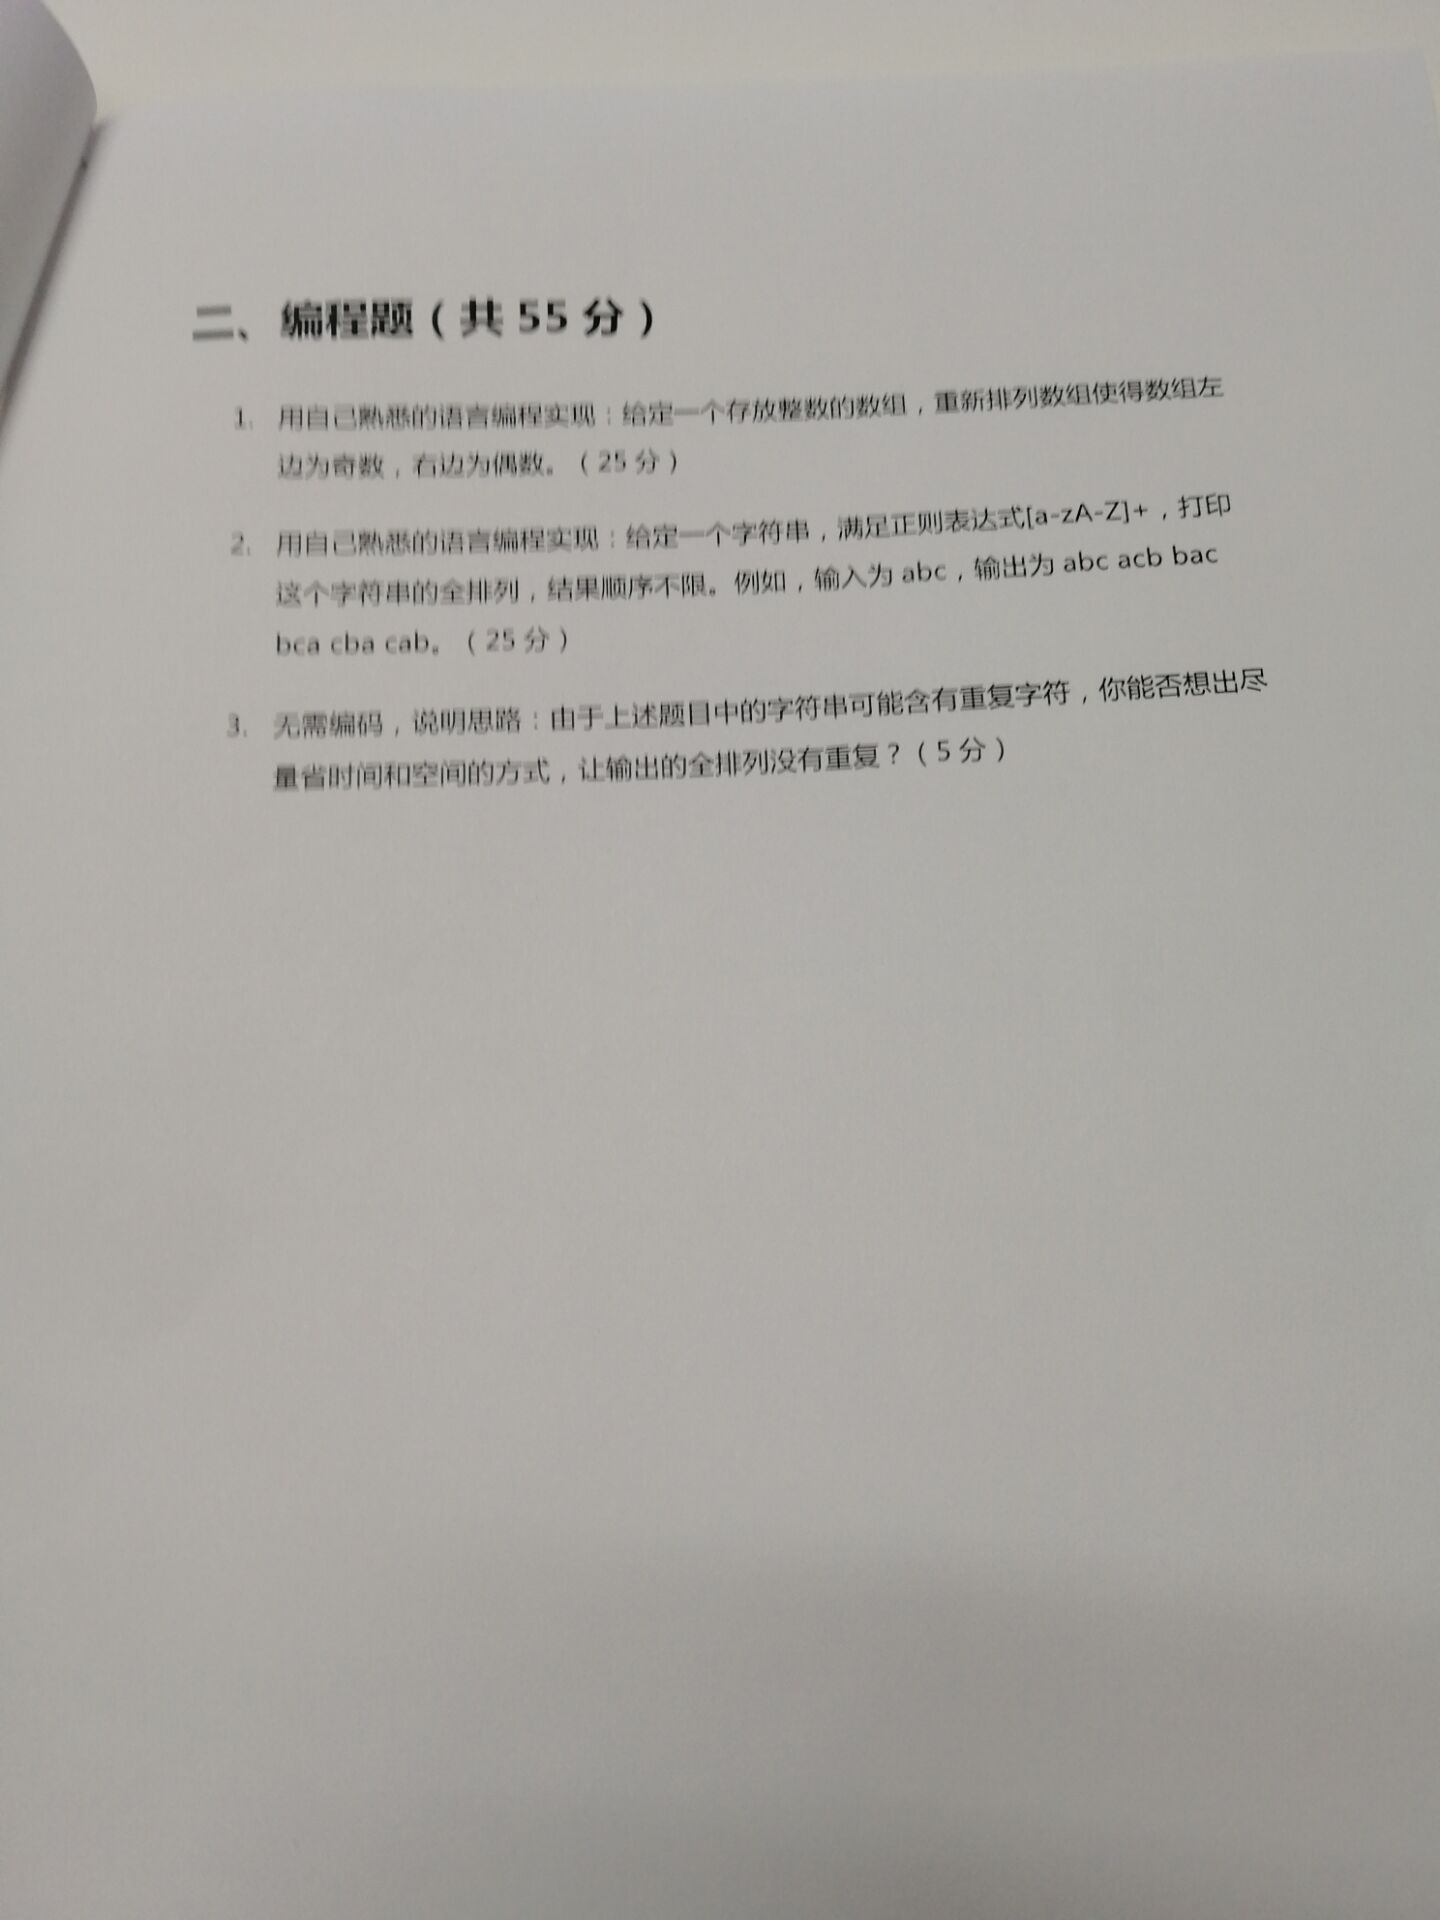 二、编程题（共 55 分）
1. 用自己熟悉的语言编程实现：给定一个存放整数的数组，重新排列数组使得数组左
边为奇数，右边为偶数。（25 分）
2. 用自己熟悉的语言编程实现：给定一个字符串，满足正则表达式[a-zA-Z]+，打印
这个字符串的全排列，结果顺序不限。例如，输入为 abc，输出为 abc acb bac
bca cba cab。（25 分）
3. 无需编码，说明思路：由于上述题目中的字符串可能含有重复字符，你能否想出尽
量省时间和空间的方式，让输出的全排列没有重复？（5 分）